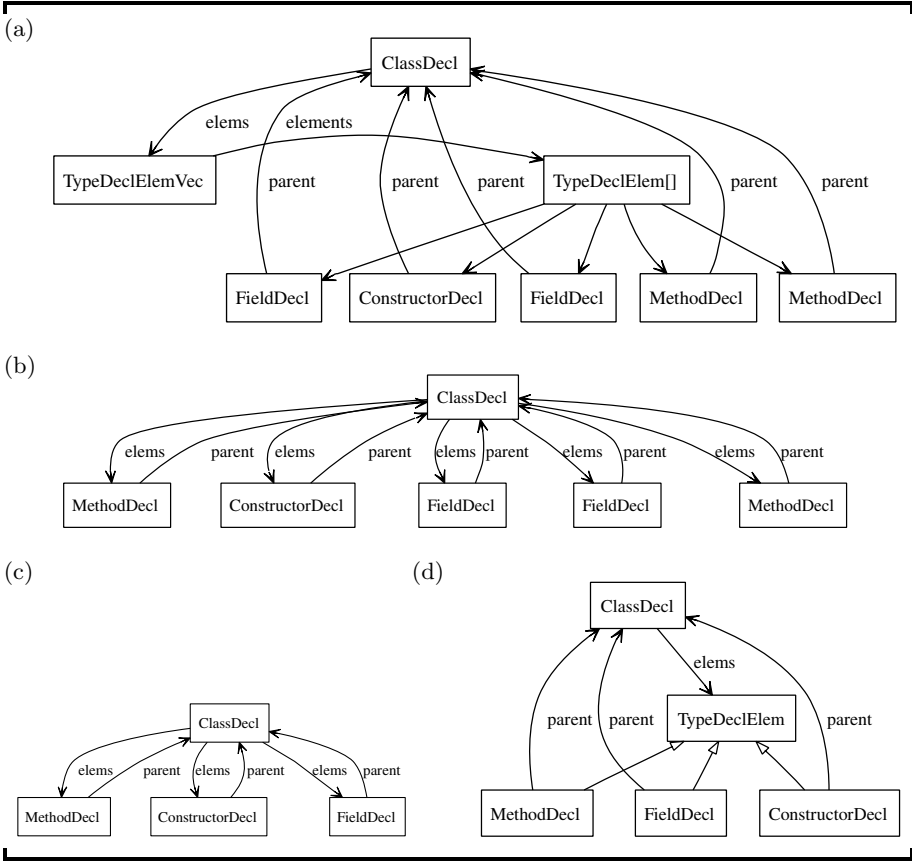 (a)
ClassDecl
elems elements
TypeDeclElemVec parent parent parent TypeDeclElem[] parent parent
FieldDecl ConstructorDecl FieldDecl MethodDecl MethodDecl
(b)
ClassDecl
elems parent elems parent elems parent elems parent elems parent
MethodDecl ConstructorDecl FieldDecl FieldDecl MethodDecl
(c)
ClassDecl
elems parent elems parent elems parent
MethodDecl ConstructorDecl FieldDecl
(d)
ClassDecl
elems
parent parent TypeDeclElem parent
MethodDecl FieldDecl ConstructorDecl